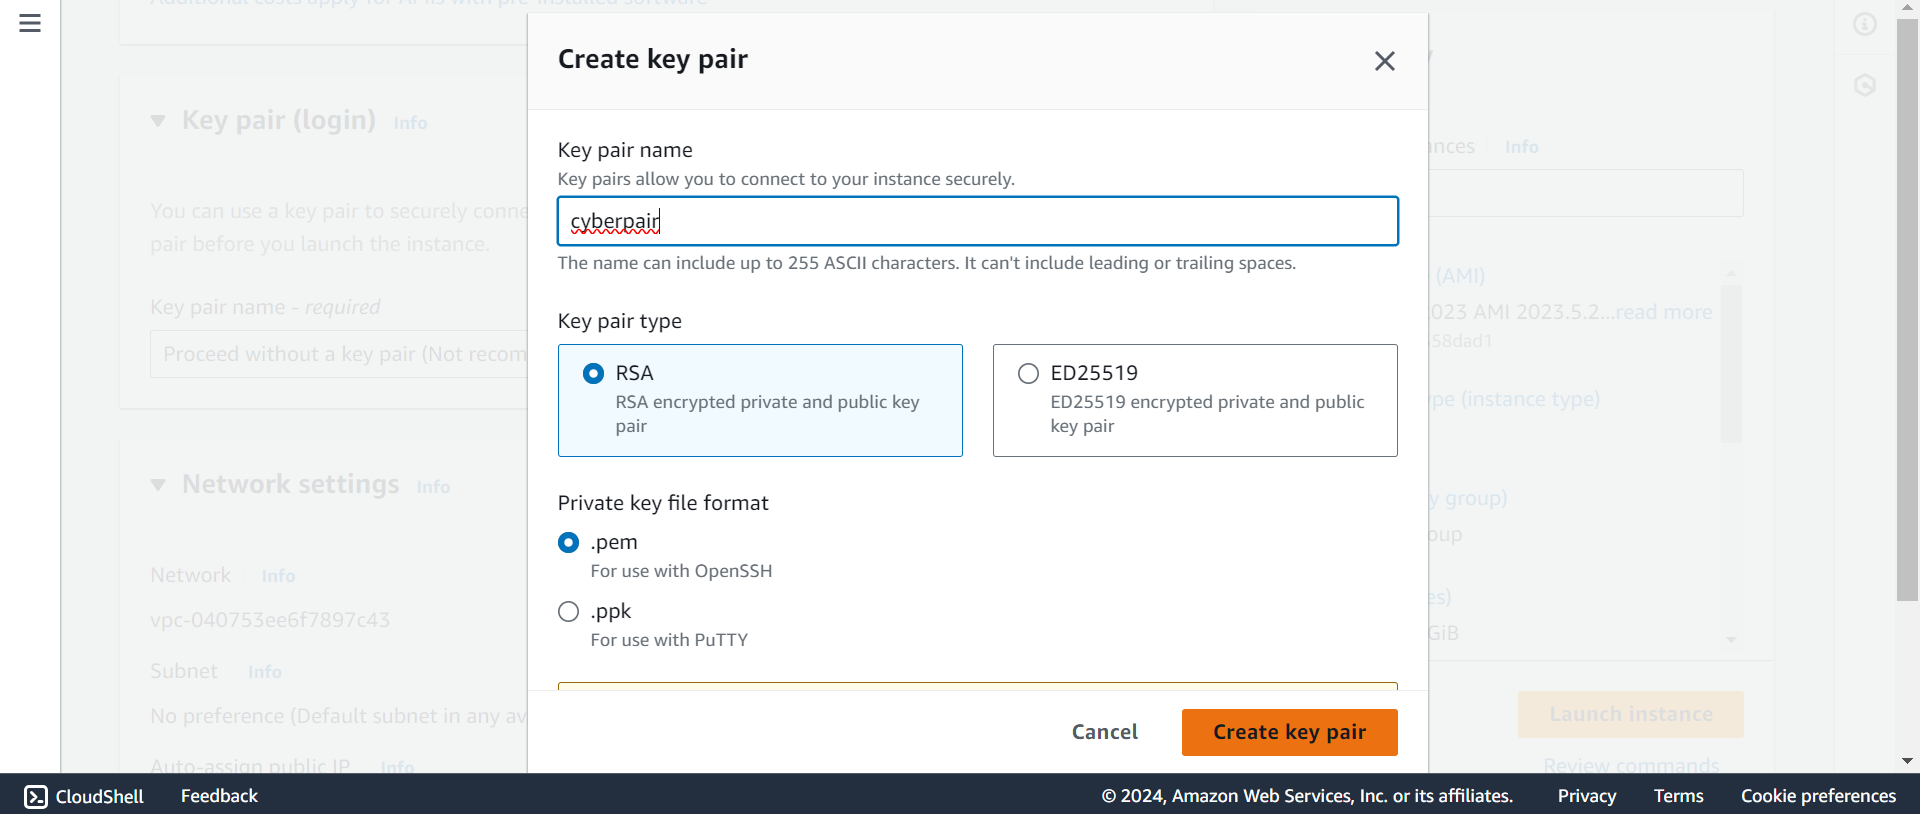 Additional costs apply for AMIs with pre-installed software
Create key pair
Key pair (login) Info
Key pair name
Key pairs allow you to connect to your instance securely.
ances Info
You can use a key pair to securely conne
pair before you launch the instance.
cyberpair
The name can include up to 255 ASCII characters. It can't include leading or trailing spaces.
(AMI)
Key pair name - required
023 AMI 2023.5.2...read more
58dad1
Key pair type
Proceed without a key pair (Not recom
RSA
RSA encrypted private and public key
pair
ED25519
ED25519 encrypted private and public
key pair
pe (instance type)
Network settings Info
Private key file format
y group)
oup
.pem
For use with OpenSSH
Network Info
vpc-040753ee6f7897c43
es)
.ppk
For use with PuTTY
GiB
Subnet Info
No preference (Default subnet in any av
Launch instance
Cancel
Create key pair
Auto-assign public IP Info
Review commands
CloudShell Feedback © 2024, Amazon Web Services, Inc. or its affiliates. Privacy Terms Cookie preferences